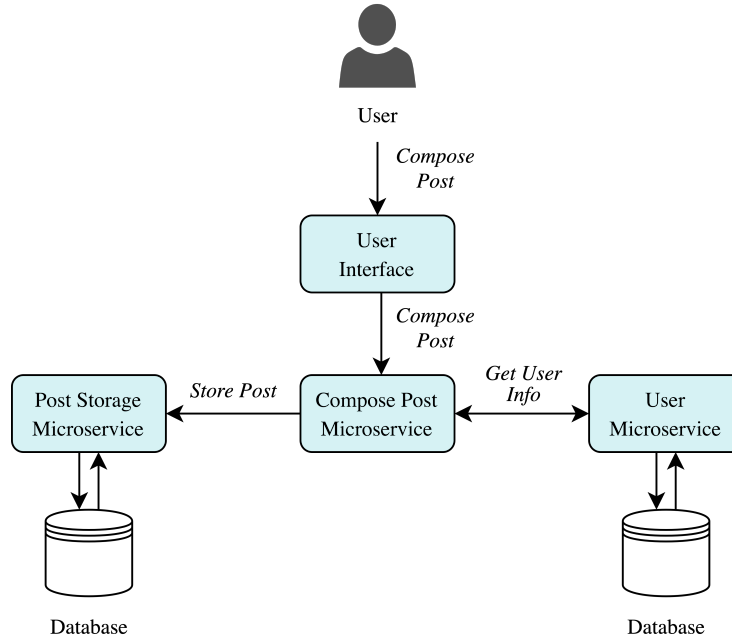 User
Compose
Post
User
Interface
Compose
Post
Post Storage
Microservice
Store Post
Compose Post
Microservice
Get User
Info
User
Microservice
Database
Database